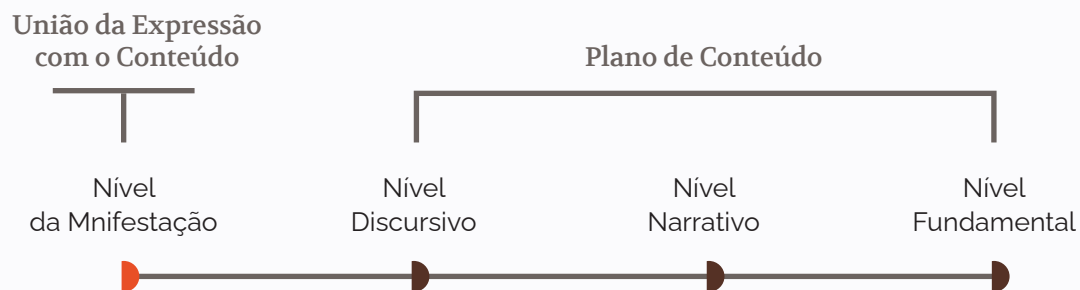 União da Expressão
com o Conteúdo
Plano de Conteúdo
Nível
da Mnifestação
Nível
Discursivo
Nível
Narrativo
Nível
Fundamental